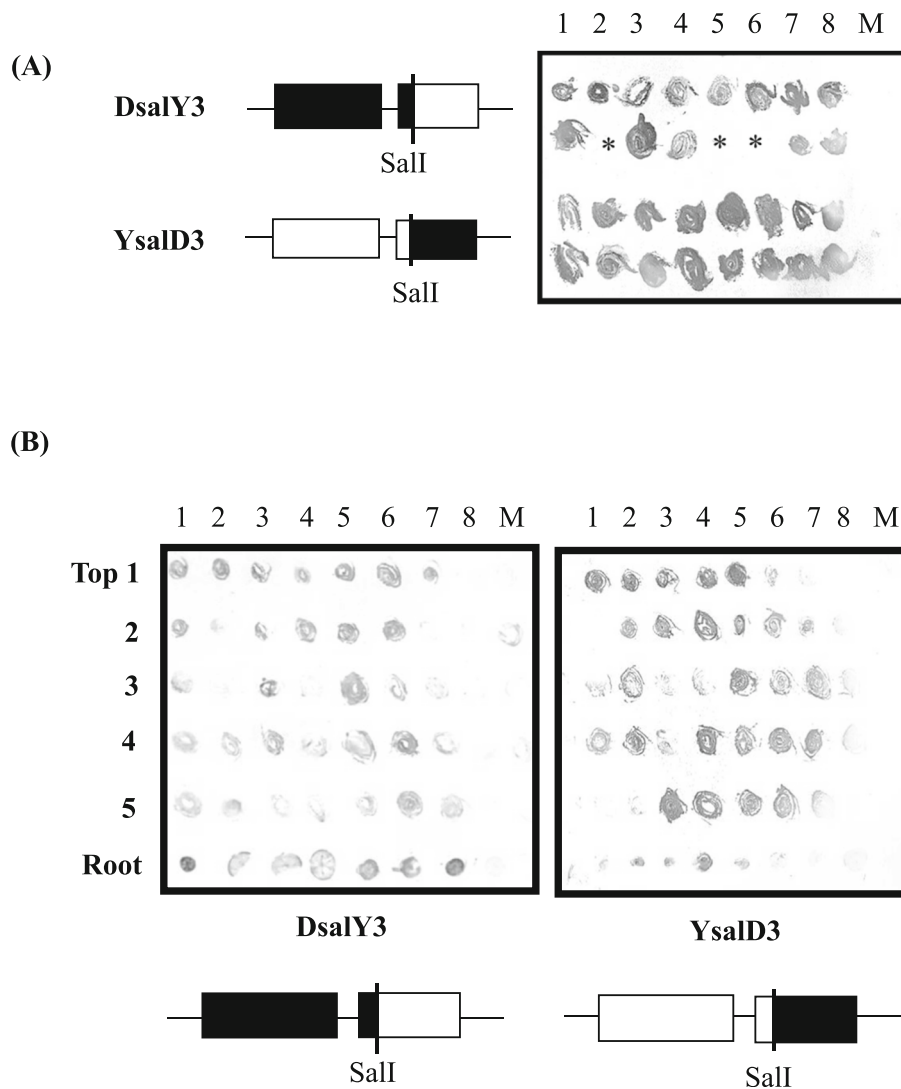 1 2 3 4 5 6 7 8 M
(A)
DsalY3
SalI
* * *
YsalD3
SalI
(B)
1 2 3 4 5 6 7 8 M
1 2 3 4 5 6 7 8 M
Top 1
2
3
4
5
Root
DsalY3
YsalD3
SalI
SalI